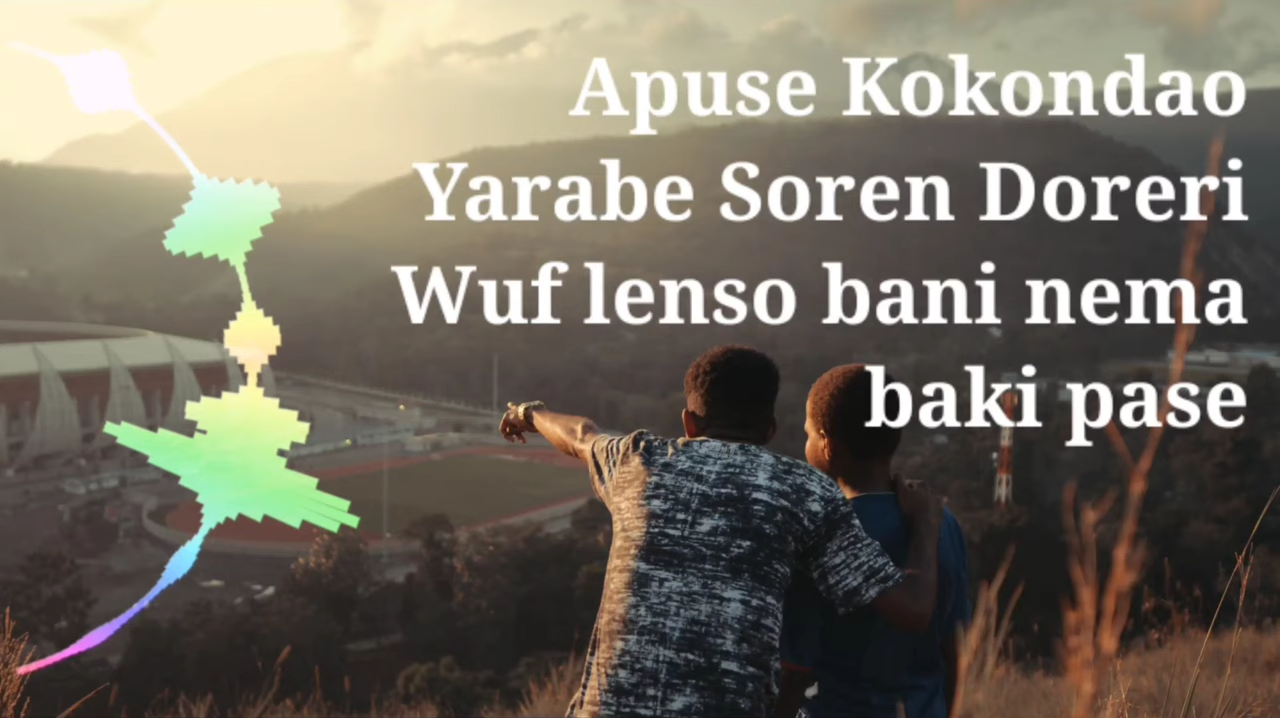 Apuse Kokondao
Yarabe Soren Doreri
Wuf lenso bani nema
baki pase